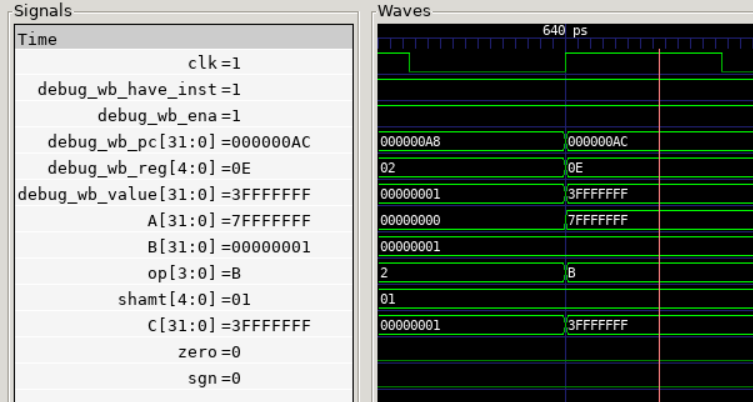 Signals
Waves
Time
640 ps
clk=1
debug_wb_have_inst=1
debug_wb_ena=1
debug_wb_pc[31:0]=000000AC
000000A8 000000AC
debug_wb_reg[4:0]=0E
02 0E
debug_wb_value[31:0]=3FFFFFFF
00000001 3FFFFFFF
A[31:0]=7FFFFFFF
00000000 7FFFFFFF
B[31:0]=00000001
00000001
op[3:0]=B
2 B
shamt[4:0]=01
01
C[31:0]=3FFFFFFF
00000001 3FFFFFFF
zero=0
sgn=0